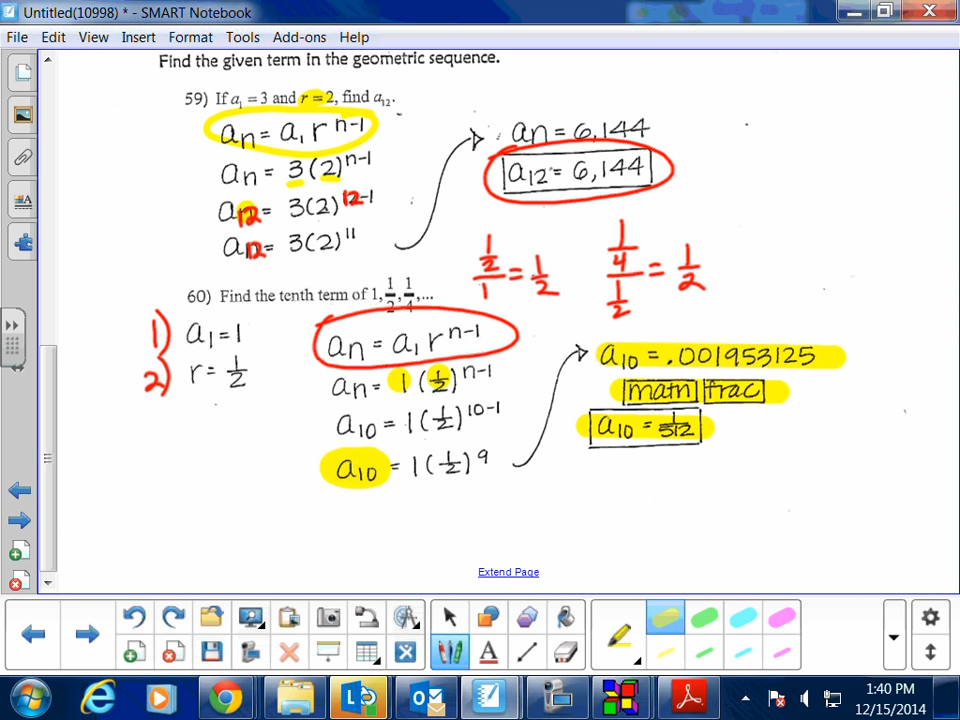 Untitled(10998) * - SMART Notebook
File Edit View Insert Format Tools Add-ons Help
Find the given term in the geometric sequence.
59) If a₁ = 3 and r = 2, find a₁₂.
aₙ = a₁ r ⁿ⁻¹
aₙ = 3 (2)ⁿ⁻¹
a₁₂ = 3(2)¹²⁻¹
a₁₂ = 3(2)¹¹
aₙ = 6,144
a₁₂ = 6,144
1/2 / 1 = 1/2
1/4 / 1/2 = 1/2
60) Find the tenth term of 1, 1/2, 1/4, ...
1) a₁ = 1
2) r = 1/2
aₙ = a₁ r ⁿ⁻¹
aₙ = 1 (1/2)ⁿ⁻¹
a₁₀ = 1(1/2)¹⁰⁻¹
a₁₀ = 1(1/2)⁹
a₁₀ = .001953125
math frac
a₁₀ = 1/512
Extend Page
1:40 PM
12/15/2014